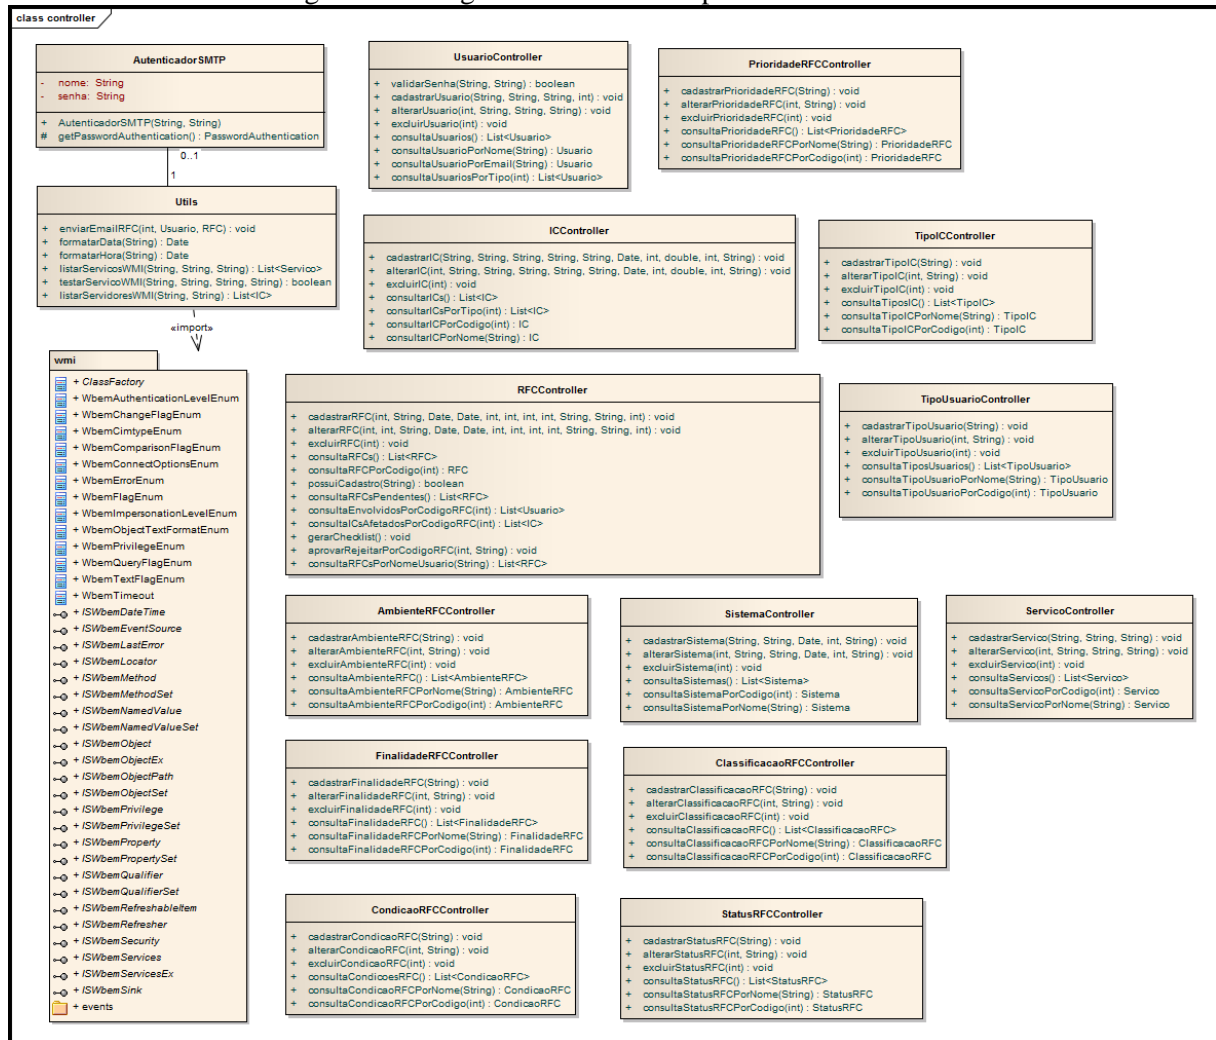 class controller
AutenticadorSMTP
- nome: String
- senha: String
+ AutenticadorSMTP(String, String)
# getPasswordAuthentication() : PasswordAuthentication
0..1
1
Utils
+ enviarEmailRFC(int, Usuario, RFC) : void
+ formatarData(String) : Date
+ formatarHora(String) : Date
+ listarServicosWMI(String, String, String) : List<Servico>
+ testarServicoWMI(String, String, String, String) : boolean
+ listarServidoresWMI(String, String) : List<IC>
«import»
UsuarioController
+ validarSenha(String, String) : boolean
+ cadastrarUsuario(String, String, String, int) : void
+ alterarUsuario(int, String, String, String) : void
+ excluirUsuario(int) : void
+ consultaUsuarios() : List<Usuario>
+ consultaUsuarioPorNome(String) : Usuario
+ consultaUsuarioPorEmail(String) : Usuario
+ consultaUsuariosPorTipo(int) : List<Usuario>
PrioridadeRFCController
+ cadastrarPrioridadeRFC(String) : void
+ alterarPrioridadeRFC(int, String) : void
+ excluirPrioridadeRFC(int) : void
+ consultaPrioridadeRFC() : List<PrioridadeRFC>
+ consultaPrioridadeRFCPorNome(String) : PrioridadeRFC
+ consultaPrioridadeRFCPorCodigo(int) : PrioridadeRFC
ICController
+ cadastrarIC(String, String, String, String, String, Date, int, double, int, String) : void
+ alterarIC(int, String, String, String, String, String, Date, int, double, int, String) : void
+ excluirIC(int) : void
+ consultarICs() : List<IC>
+ consultarICsPorTipo(int) : List<IC>
+ consultarICPorCodigo(int) : IC
+ consultarICPorNome(String) : IC
TipoICController
+ cadastrarTipoIC(String) : void
+ alterarTipoIC(int, String) : void
+ excluirTipoIC(int) : void
+ consultaTiposIC() : List<TipoIC>
+ consultaTipoICPorNome(String) : TipoIC
+ consultaTipoICPorCodigo(int) : TipoIC
wmi
+ ClassFactory
+ WbemAuthenticationLevelEnum
+ WbemChangeFlagEnum
+ WbemCimtypeEnum
+ WbemComparisonFlagEnum
+ WbemConnectOptionsEnum
+ WbemErrorEnum
+ WbemFlagEnum
+ WbemImpersonationLevelEnum
+ WbemObjectTextFormatEnum
+ WbemPrivilegeEnum
+ WbemQueryFlagEnum
+ WbemTextFlagEnum
+ WbemTimeout
+ ISWbemDateTime
+ ISWbemEventSource
+ ISWbemLastError
+ ISWbemLocator
+ ISWbemMethod
+ ISWbemMethodSet
+ ISWbemNamedValue
+ ISWbemNamedValueSet
+ ISWbemObject
+ ISWbemObjectEx
+ ISWbemObjectPath
+ ISWbemObjectSet
+ ISWbemPrivilege
+ ISWbemPrivilegeSet
+ ISWbemProperty
+ ISWbemPropertySet
+ ISWbemQualifier
+ ISWbemQualifierSet
+ ISWbemRefreshableItem
+ ISWbemRefresher
+ ISWbemSecurity
+ ISWbemServices
+ ISWbemServicesEx
+ ISWbemSink
+ events
RFCController
+ cadastrarRFC(int, String, Date, Date, int, int, int, int, String, String, int) : void
+ alterarRFC(int, int, String, Date, Date, int, int, int, int, String, String, int) : void
+ excluirRFC(int) : void
+ consultaRFCs() : List<RFC>
+ consultaRFCPorCodigo(int) : RFC
+ possuiCadastro(String) : boolean
+ consultaRFCsPendentes() : List<RFC>
+ consultaEnvolvidosPorCodigoRFC(int) : List<Usuario>
+ consultaICsAfetadosPorCodigoRFC(int) : List<IC>
+ gerarChecklist() : void
+ aprovarRejeitarPorCodigoRFC(int, String) : void
+ consultaRFCsPorNomeUsuario(String) : List<RFC>
TipoUsuarioController
+ cadastrarTipoUsuario(String) : void
+ alterarTipoUsuario(int, String) : void
+ excluirTipoUsuario(int) : void
+ consultaTiposUsuarios() : List<TipoUsuario>
+ consultaTipoUsuarioPorNome(String) : TipoUsuario
+ consultaTipoUsuarioPorCodigo(int) : TipoUsuario
AmbienteRFCController
+ cadastrarAmbienteRFC(String) : void
+ alterarAmbienteRFC(int, String) : void
+ excluirAmbienteRFC(int) : void
+ consultaAmbienteRFC() : List<AmbienteRFC>
+ consultaAmbienteRFCPorNome(String) : AmbienteRFC
+ consultaAmbienteRFCPorCodigo(int) : AmbienteRFC
SistemaController
+ cadastrarSistema(String, String, Date, int, String) : void
+ alterarSistema(int, String, String, Date, int, String) : void
+ excluirSistema(int) : void
+ consultaSistemas() : List<Sistema>
+ consultaSistemaPorCodigo(int) : Sistema
+ consultaSistemaPorNome(String) : Sistema
ServicoController
+ cadastrarServico(String, String, String) : void
+ alterarServico(int, String, String, String) : void
+ excluirServico(int) : void
+ consultaServicos() : List<Servico>
+ consultaServicoPorCodigo(int) : Servico
+ consultaServicoPorNome(String) : Servico
FinalidadeRFCController
+ cadastrarFinalidadeRFC(String) : void
+ alterarFinalidadeRFC(int, String) : void
+ excluirFinalidadeRFC(int) : void
+ consultaFinalidadeRFC() : List<FinalidadeRFC>
+ consultaFinalidadeRFCPorNome(String) : FinalidadeRFC
+ consultaFinalidadeRFCPorCodigo(int) : FinalidadeRFC
ClassificacaoRFCController
+ cadastrarClassificacaoRFC(String) : void
+ alterarClassificacaoRFC(int, String) : void
+ excluirClassificacaoRFC(int) : void
+ consultaClassificacaoRFC() : List<ClassificacaoRFC>
+ consultaClassificacaoRFCPorNome(String) : ClassificacaoRFC
+ consultaClassificacaoRFCPorCodigo(int) : ClassificacaoRFC
CondicaoRFCController
+ cadastrarCondicaoRFC(String) : void
+ alterarCondicaoRFC(int, String) : void
+ excluirCondicaoRFC(int) : void
+ consultaCondicoesRFC() : List<CondicaoRFC>
+ consultaCondicaoRFCPorNome(String) : CondicaoRFC
+ consultaCondicaoRFCPorCodigo(int) : CondicaoRFC
StatusRFCController
+ cadastrarStatusRFC(String) : void
+ alterarStatusRFC(int, String) : void
+ excluirStatusRFC(int) : void
+ consultaStatusRFC() : List<StatusRFC>
+ consultaStatusRFCPorNome(String) : StatusRFC
+ consultaStatusRFCPorCodigo(int) : StatusRFC